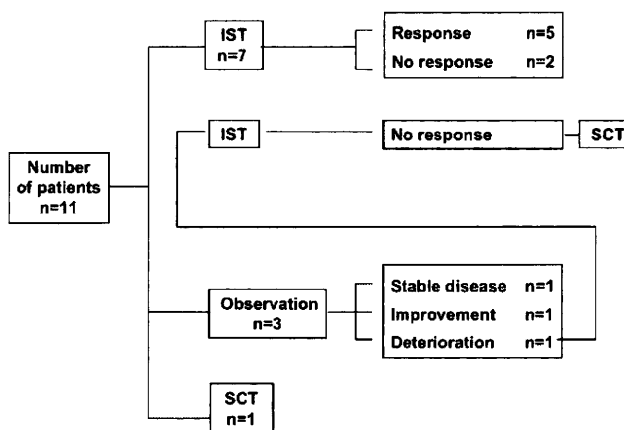 IST
n=7
Response n=5
No response n=2
IST
No response
SCT
Number
of patients
n=11
Observation
n=3
Stable disease n=1
Improvement n=1
Deterioration n=1
SCT
n=1